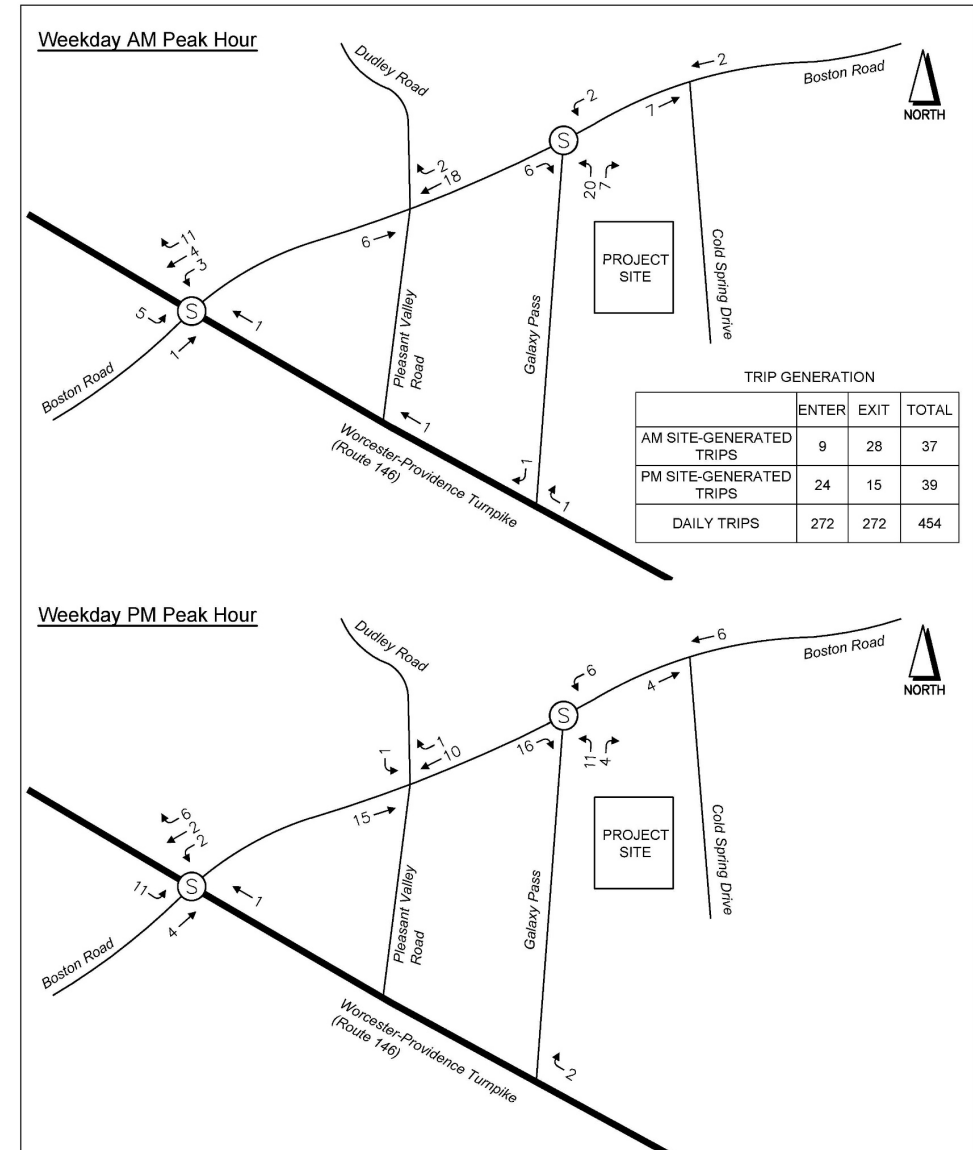 Weekday AM Peak Hour
Dudley Road
2
Boston Road
NORTH
2
7
S
2
18
6
20
7
6
11
4
3
PROJECT
SITE
Cold Spring Drive
5
S
1
1
Pleasant Valley
Road
Galaxy Pass
Boston Road
1
Worcester-Providence Turnpike
(Route 146)
1
1
TRIP GENERATION
ENTER EXIT TOTAL
AM SITE-GENERATED
TRIPS
9 28 37
PM SITE-GENERATED
TRIPS
24 15 39
DAILY TRIPS 272 272 454
Weekday PM Peak Hour
Dudley Road
6
Boston Road
NORTH
6
4
S
1
1
10
16
11
4
15
6
2
2
PROJECT
SITE
Cold Spring Drive
11
S
1
4
Pleasant Valley
Road
Galaxy Pass
Boston Road
Worcester-Providence Turnpike
(Route 146)
2